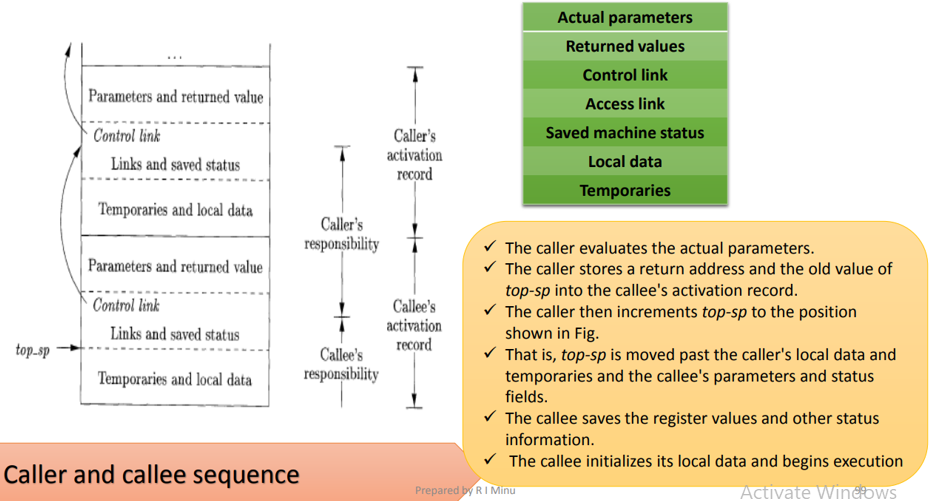 ...
Parameters and returned value
Control link
Links and saved status
Temporaries and local data
Parameters and returned value
Control link
Links and saved status
top_sp
Temporaries and local data
Caller's
responsibility
Callee's
responsibility
Caller's
activation
record
Callee's
activation
record
Actual parameters
Returned values
Control link
Access link
Saved machine status
Local data
Temporaries
✓ The caller evaluates the actual parameters.
✓ The caller stores a return address and the old value of
top-sp into the callee's activation record.
✓ The caller then increments top-sp to the position
shown in Fig.
✓ That is, top-sp is moved past the caller's local data and
temporaries and the callee's parameters and status
fields.
✓ The callee saves the register values and other status
information.
✓ The callee initializes its local data and begins execution
Caller and callee sequence
Prepared by R I Minu
Activate Windows
99